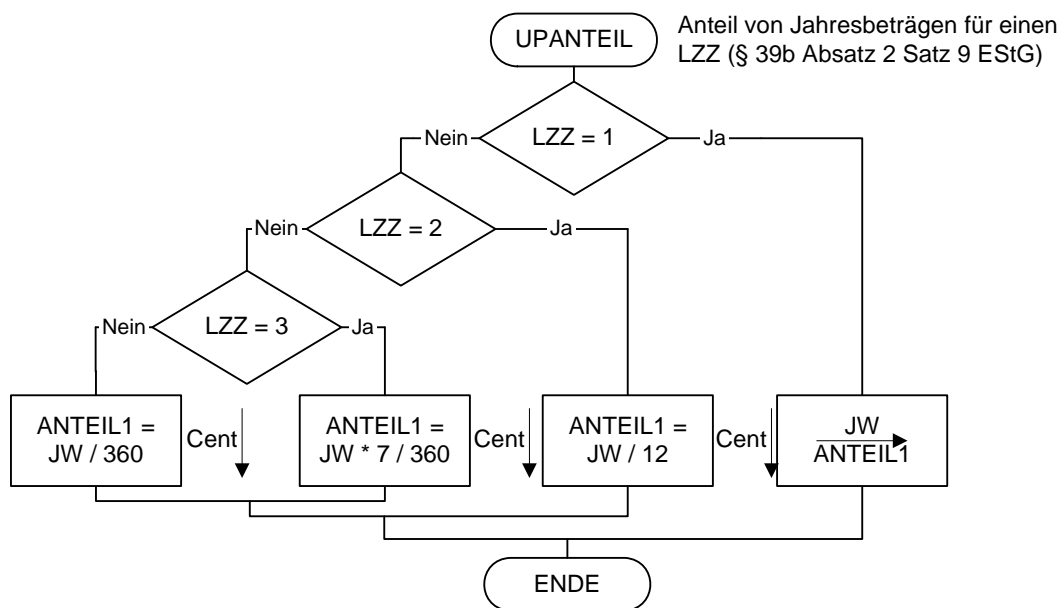 UPANTEIL
Anteil von Jahresbeträgen für einen
LZZ (§ 39b Absatz 2 Satz 9 EStG)
Nein
LZZ = 1
Ja
Nein
LZZ = 2
Ja
Nein
LZZ = 3
Ja
ANTEIL1 =
JW / 360
Cent
ANTEIL1 =
JW * 7 / 360
Cent
ANTEIL1 =
JW / 12
Cent
JW
ANTEIL1
ENDE